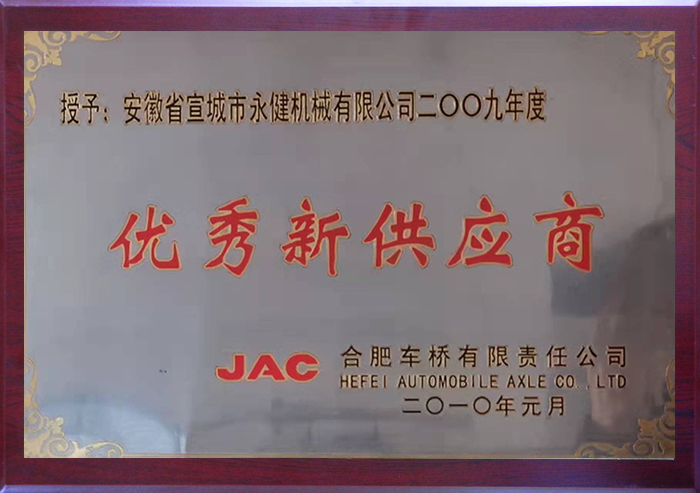 授予：安徽省宣城市永健机械有限公司二〇〇九年度
优秀新供应商
JAC 合肥车桥有限责任公司
HEFEI AUTOMOBILE AXLE CO.,LTD
二〇一〇年元月